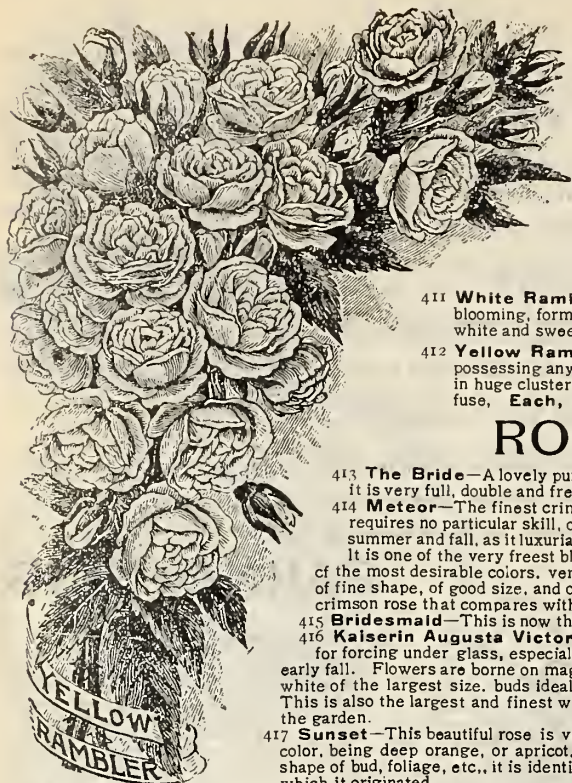 411 White Ramb
blooming, form
white and swee
412 Yellow Ram
possessing any
in huge cluster
fuse, Each,
RO
413 The Bride—A lovely pu
it is very full, double and fre
414 Meteor—The finest crim
requires no particular skill, o
summer and fall, as it luxuria
It is one of the very freest bl
of the most desirable colors. ver
of fine shape, of good size, and c
crimson rose that compares with
415 Bridesmaid—This is now th
416 Kaiserin Augusta Victor
for forcing under glass, especial
early fall. Flowers are borne on mag
white of the largest size. buds ideal
This is also the largest and finest w
the garden.
417 Sunset—This beautiful rose is v
color, being deep orange, or apricot.
shape of bud, foliage, etc., it is identi
which it originated.
YELLOW
RAMBLER